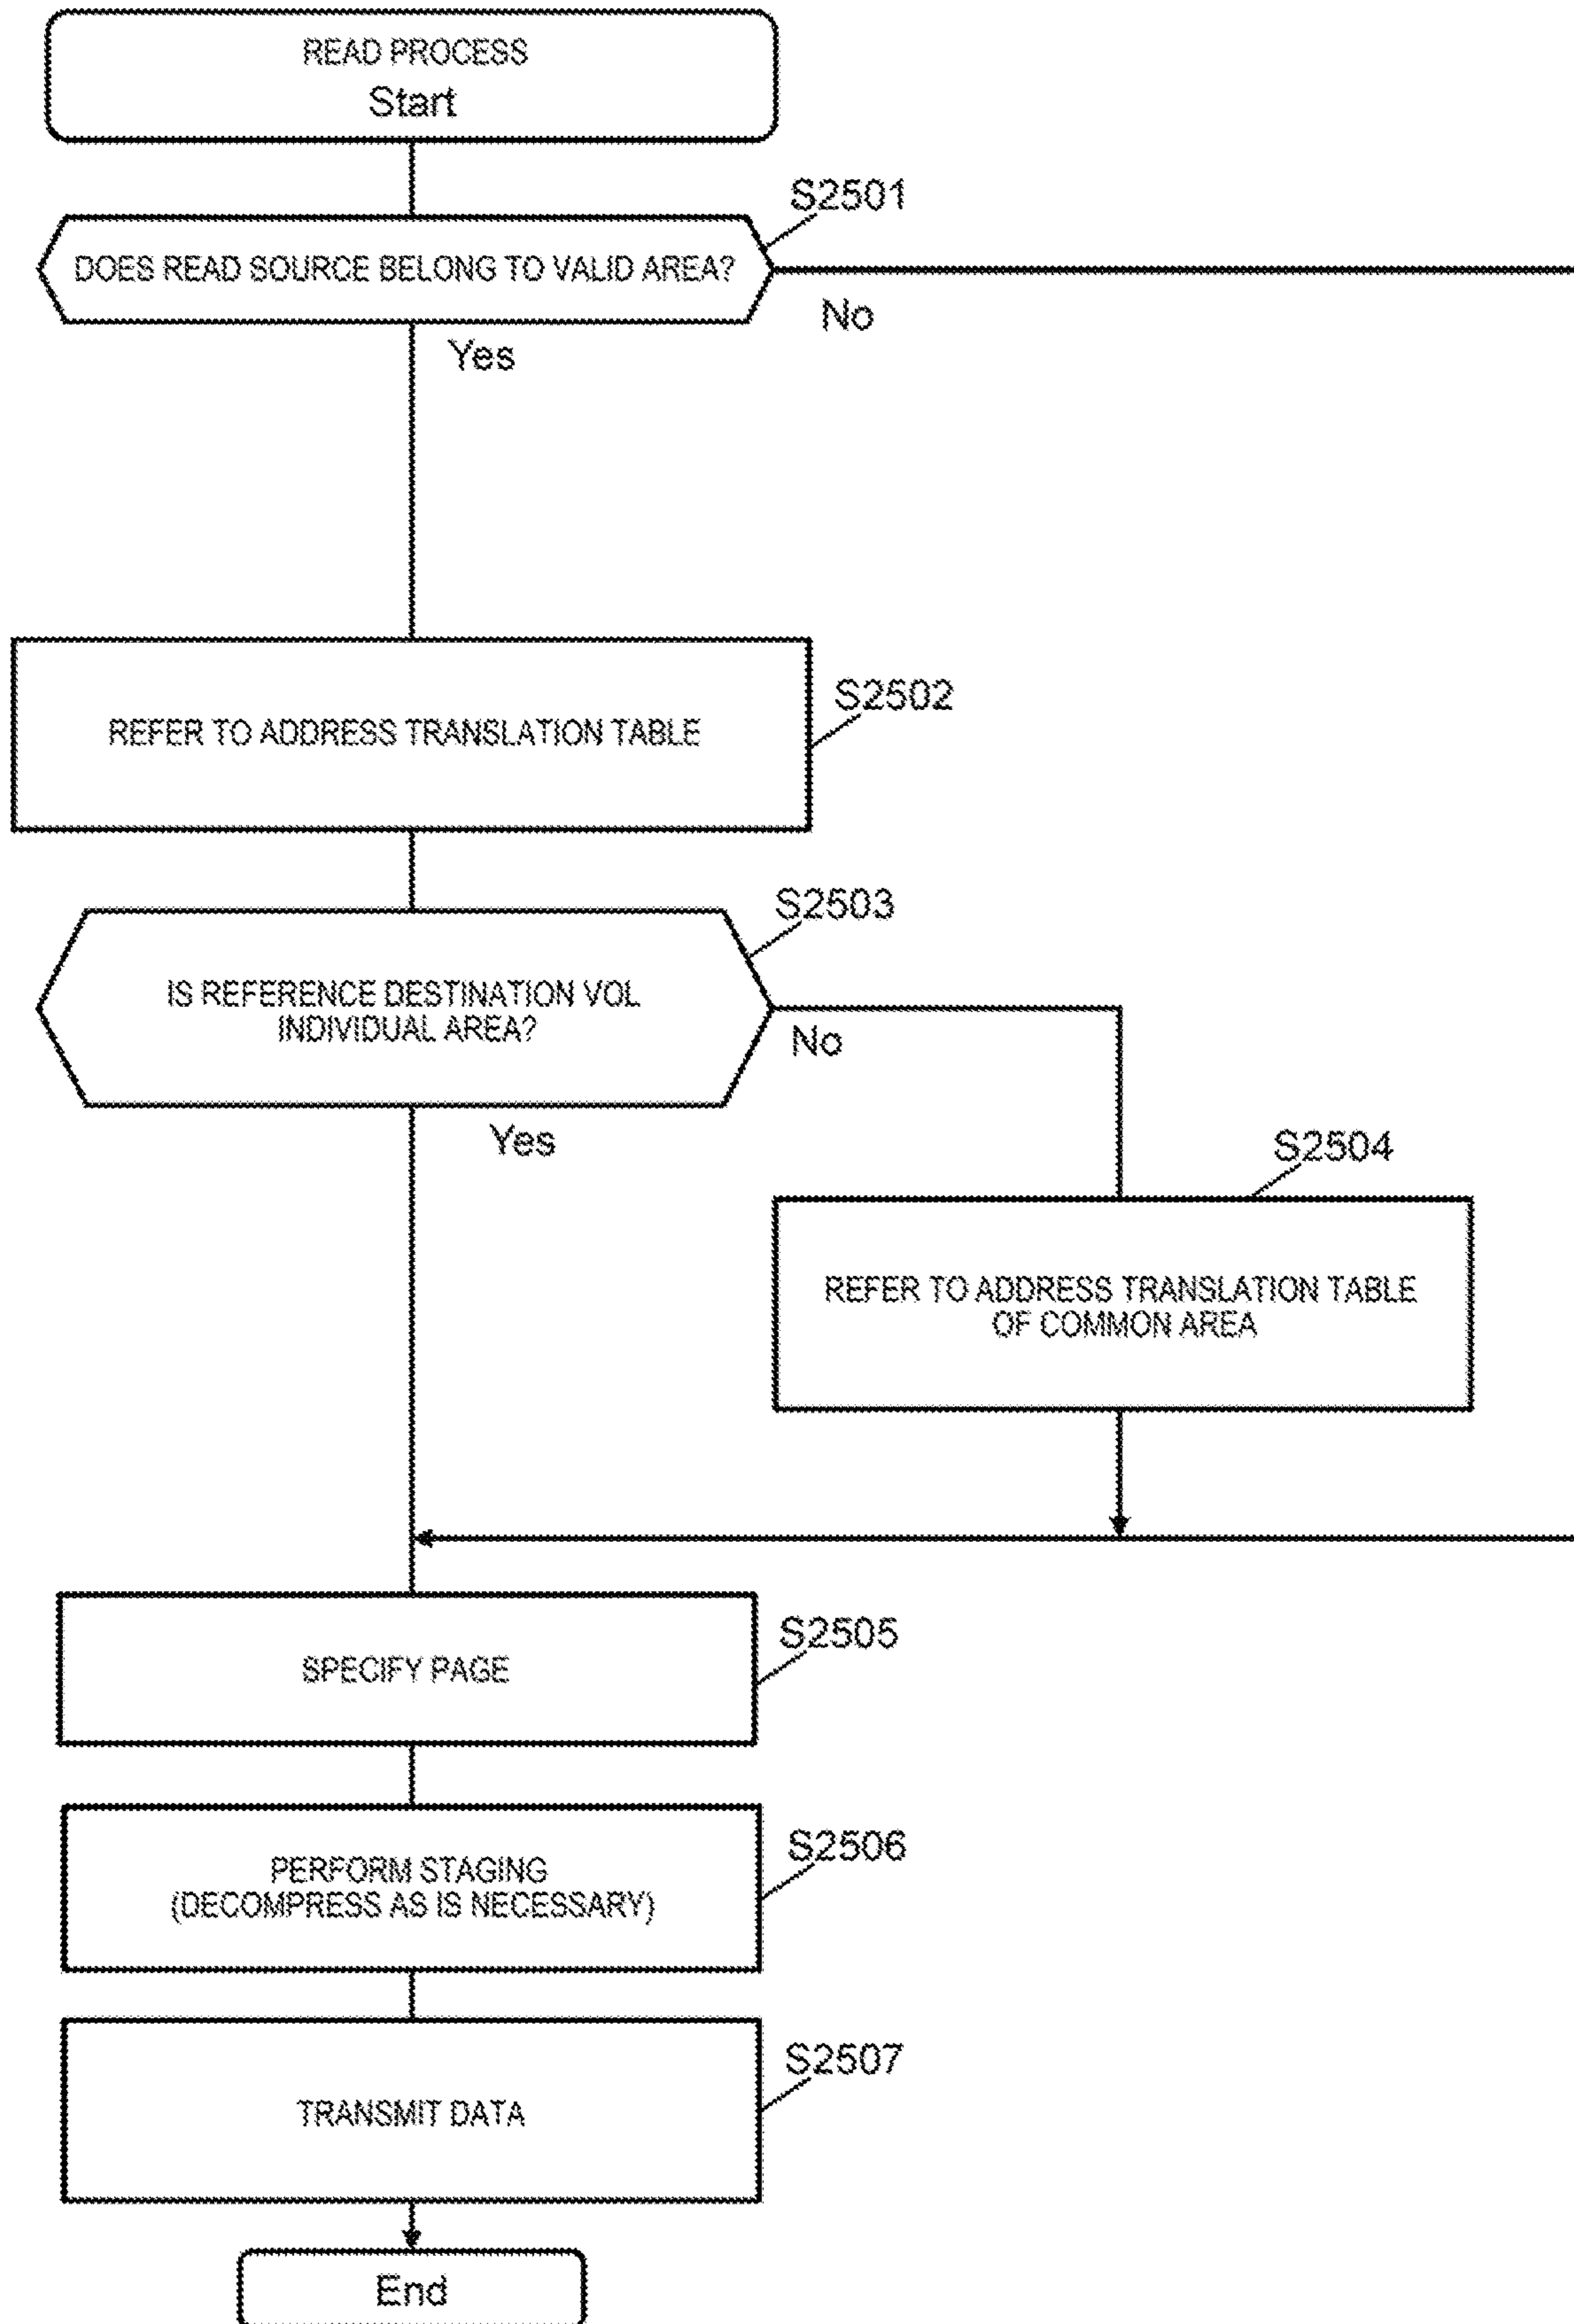 READ PROCESS
Start
S2501
DOES READ SOURCE BELONG TO VALID AREA?
No
Yes
S2502
REFER TO ADDRESS TRANSLATION TABLE
S2503
IS REFERENCE DESTINATION VOL
INDIVIDUAL AREA?
No
Yes
S2504
REFER TO ADDRESS TRANSLATION TABLE
OF COMMON AREA
S2505
SPECIFY PAGE
S2506
PERFORM STAGING
(DECOMPRESS AS IS NECESSARY)
S2507
TRANSMIT DATA
End